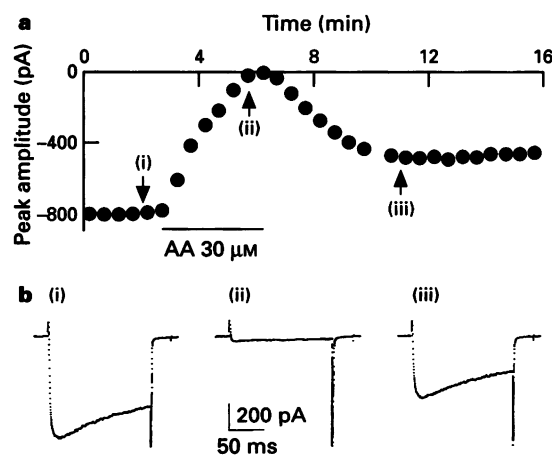 a
Time (min)
0 4 8 12 16
Peak amplitude (pA)
0
−400
−800
(i)
(ii)
(iii)
AA 30 μM
b
(i) (ii) (iii)
200 pA
50 ms